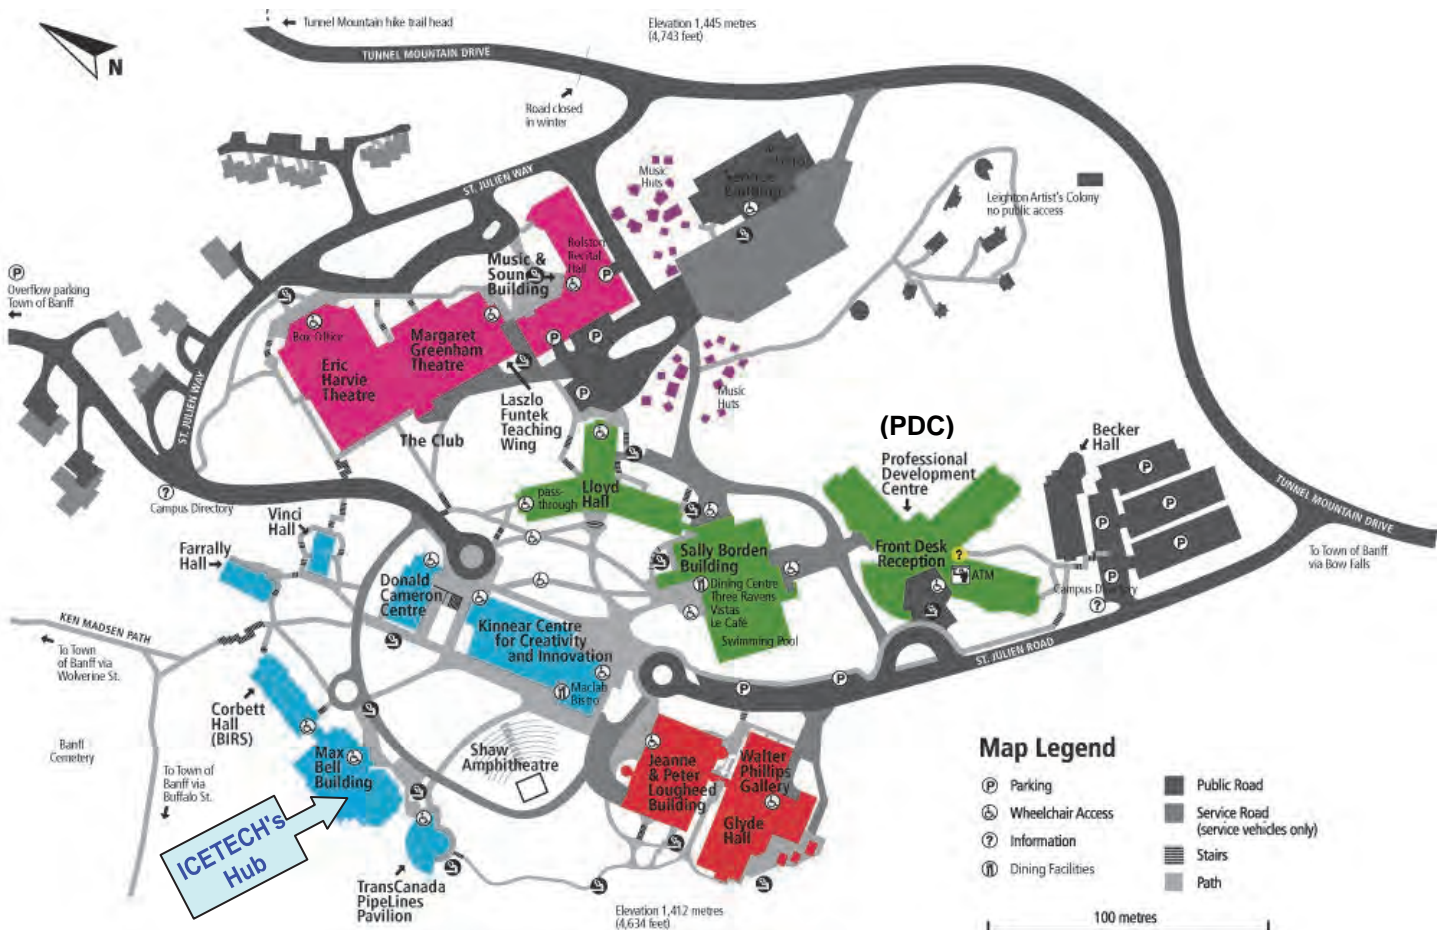 Tunnel Mountain hike trail head
Elevation 1,445 metres
(4,743 feet)
N
TUNNEL MOUNTAIN DRIVE
Road closed
in winter
ST. JULIEN WAY
Music
Huts
Service
Building
Leighton Artist's Colony
no public access
P
Overflow parking
Town of Banff
Music &
Sound
Building
Rolston
Recital
Hall
P
Box Office
Margaret
Greenham
Theatre
Eric
Harvie
Theatre
P
P
P
Laszlo
Funtek
Teaching
Wing
The Club
ST. JULIEN WAY
Music
Huts
(PDC)
Professional
Development
Centre
Becker
Hall
P
P
P
P
P
TUNNEL MOUNTAIN DRIVE
To Town of Banff
via Bow Falls
?
Campus Directory
pass-
through
Lloyd
Hall
Vinci
Hall
Farrally
Hall
Donald
Cameron
Centre
Sally Borden
Building
Dining Centre
Three Ravens
Vistas
Le Café
Swimming Pool
Front Desk
Reception
?
ATM
Campus Directory
?
KEN MADSEN PATH
To Town
of Banff via
Wolverine St.
Kinnear Centre
for Creativity
and Innovation
Maclab
Bistro
ST. JULIEN ROAD
P
P
Corbett
Hall
(BIRS)
Banff
Cemetery
To Town of
Banff via
Buffalo St.
Max
Bell
Building
Shaw
Amphitheatre
Jeanne
& Peter
Lougheed
Building
Walter
Phillips
Gallery
Glyde
Hall
ICETECH's
Hub
TransCanada
PipeLines
Pavilion
Elevation 1,412 metres
(4,634 feet)
Map Legend
P Parking
Wheelchair Access
? Information
Dining Facilities
Public Road
Service Road
(service vehicles only)
Stairs
Path
100 metres